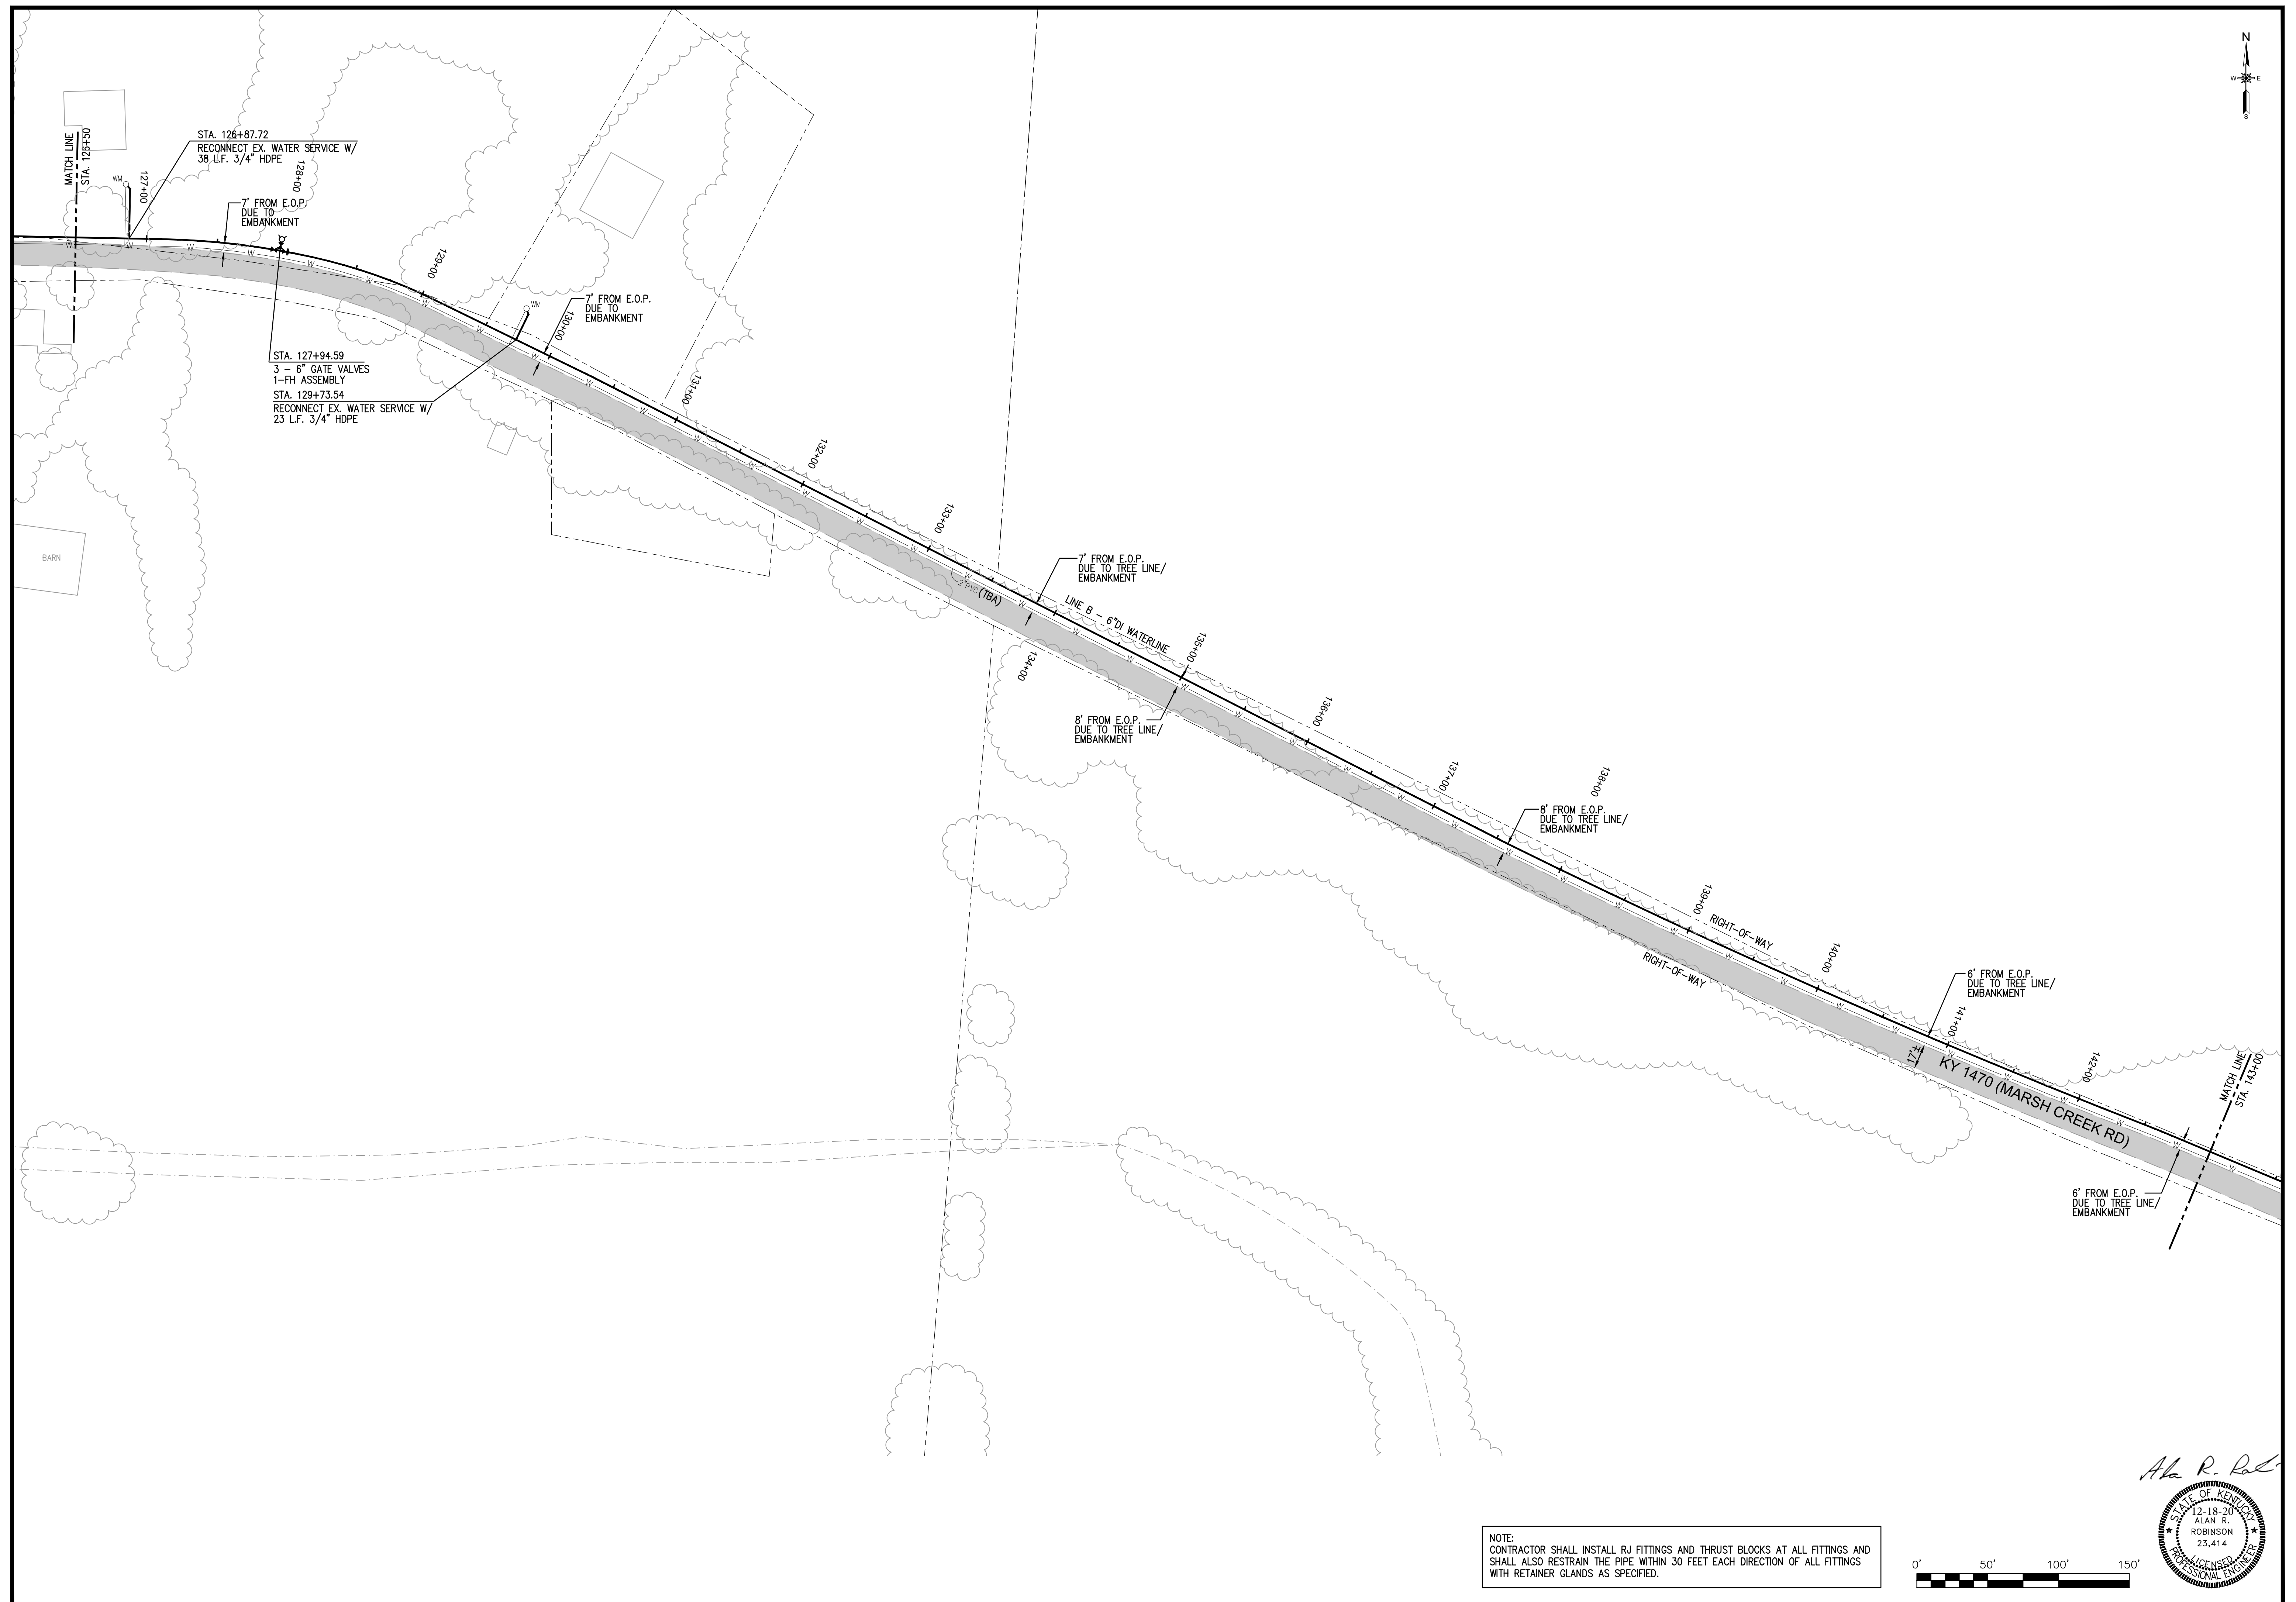 N
W E
S
MATCH LINE
STA. 126+50
STA. 126+87.72
RECONNECT EX. WATER SERVICE W/
38 L.F. 3/4" HDPE
WM
127+00
128+00
7' FROM E.O.P.
DUE TO
EMBANKMENT
129+00
STA. 127+94.59
3 - 6" GATE VALVES
1-FH ASSEMBLY
STA. 129+73.54
RECONNECT EX. WATER SERVICE W/
23 L.F. 3/4" HDPE
WM
130+00
7' FROM E.O.P.
DUE TO
EMBANKMENT
131+00
132+00
133+00
BARN
2"PVC (TBA)
7' FROM E.O.P.
DUE TO TREE LINE/
EMBANKMENT
LINE B - 6"DI WATERLINE
134+00
135+00
8' FROM E.O.P.
DUE TO TREE LINE/
EMBANKMENT
136+00
137+00
138+00
8' FROM E.O.P.
DUE TO TREE LINE/
EMBANKMENT
139+00
RIGHT-OF-WAY
RIGHT-OF-WAY
140+00
6' FROM E.O.P.
DUE TO TREE LINE/
EMBANKMENT
141+00
17'±
KY 1470 (MARSH CREEK RD)
142+00
MATCH LINE
STA. 143+00
6' FROM E.O.P.
DUE TO TREE LINE/
EMBANKMENT
NOTE:
CONTRACTOR SHALL INSTALL RJ FITTINGS AND THRUST BLOCKS AT ALL FITTINGS AND
SHALL ALSO RESTRAIN THE PIPE WITHIN 30 FEET EACH DIRECTION OF ALL FITTINGS
WITH RETAINER GLANDS AS SPECIFIED.
0' 50' 100' 150'
STATE OF KENTUCKY
12-18-20
ALAN R.
ROBINSON
23,414
LICENSED
PROFESSIONAL ENGINEER